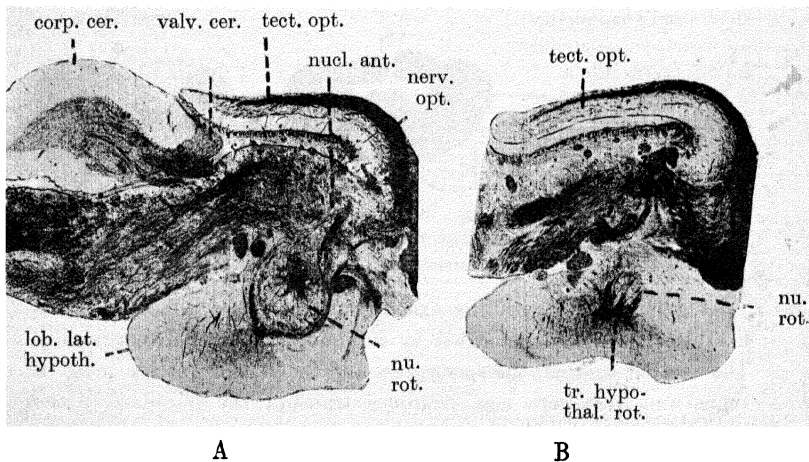 corp. cer.
valv. cer.
tect. opt.
nucl. ant.
nerv.
opt.
lob. lat.
hypoth.
nu.
rot.
A
tect. opt.
nu.
rot.
tr. hypo-
thal. rot.
B